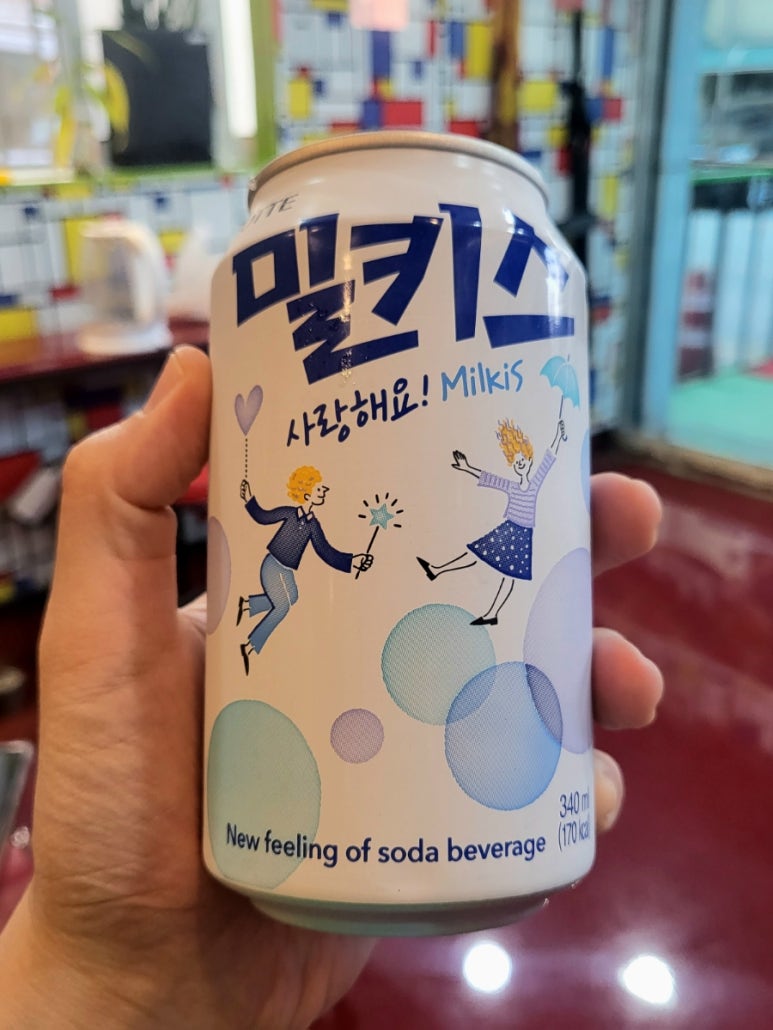 밀키스
사랑해요! Milkis
New feeling of soda beverage
340 ml
(170 kcal